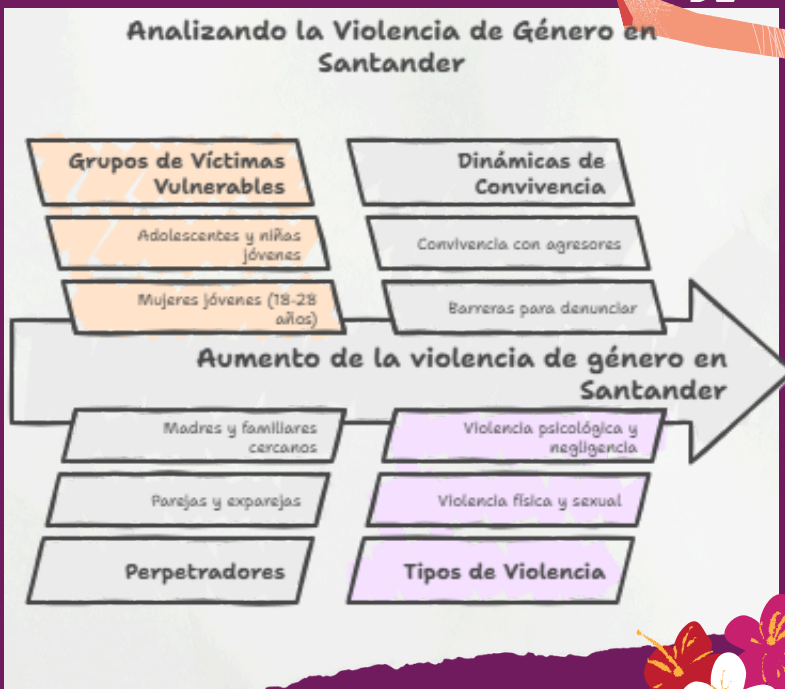 Analizando la Violencia de Género en
Santander
Grupos de Víctimas
Vulnerables
Adolescentes y niñas
jóvenes
Mujeres jóvenes (18-28
años)
Dinámicas de
Convivencia
Convivencia con agresores
Barreras para denunciar
Aumento de la violencia de género en
Santander
Madres y familiares
cercanos
Parejas y exparejas
Perpetradores
Violencia psicológica y
negligencia
Violencia física y sexual
Tipos de Violencia